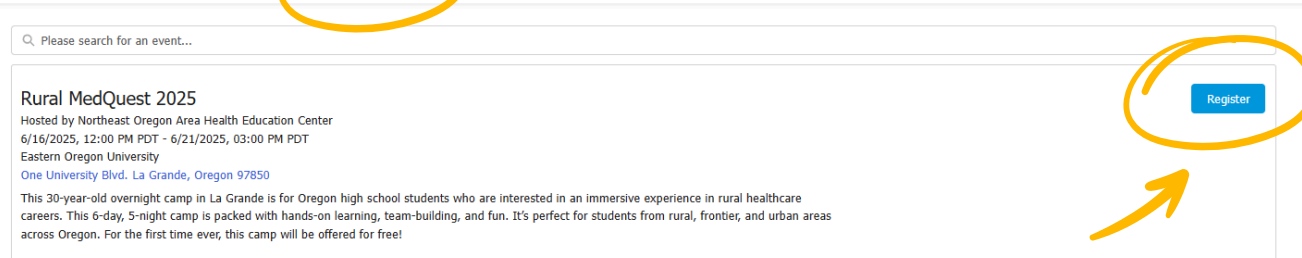 Please search for an event...
Rural MedQuest 2025
Register
Hosted by Northeast Oregon Area Health Education Center
6/16/2025, 12:00 PM PDT - 6/21/2025, 03:00 PM PDT
Eastern Oregon University
One University Blvd. La Grande, Oregon 97850
This 30-year-old overnight camp in La Grande is for Oregon high school students who are interested in an immersive experience in rural healthcare
careers. This 6-day, 5-night camp is packed with hands-on learning, team-building, and fun. It’s perfect for students from rural, frontier, and urban areas
across Oregon. For the first time ever, this camp will be offered for free!